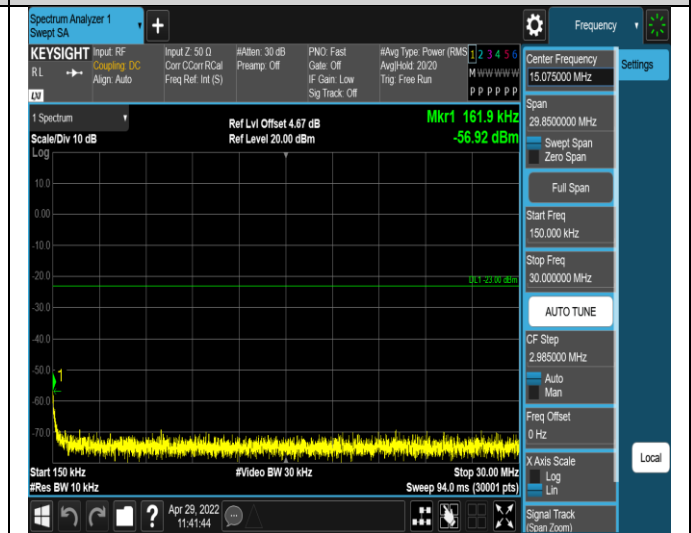 Spectrum Analyzer 1
Swept SA
+
Frequency
KEYSIGHT
RL
LXI
Input: RF
Coupling: DC
Align: Auto
Input Z: 50 Ω
Corr CCorr RCal
Freq Ref: Int (S)
#Atten: 30 dB
Preamp: Off
PNO: Fast
Gate: Off
IF Gain: Low
Sig Track: Off
#Avg Type: Power (RMS
Avg|Hold: 20/20
Trig: Free Run
1 2 3 4 5 6
M W W W W W
P P P P P P
1 Spectrum
Scale/Div 10 dB
Log
Ref Lvl Offset 4.67 dB
Ref Level 20.00 dBm
Mkr1 161.9 kHz
-56.92 dBm
10.0
0.00
-10.0
-20.0
DL1 -23.00 dBm
-30.0
-40.0
-50.0
1
-60.0
-70.0
Start 150 kHz
#Res BW 10 kHz
#Video BW 30 kHz
Stop 30.00 MHz
Sweep 94.0 ms (30001 pts)
Center Frequency
15.075000 MHz
Settings
Span
29.8500000 MHz
Swept Span
Zero Span
Full Span
Start Freq
150.000 kHz
Stop Freq
30.000000 MHz
AUTO TUNE
CF Step
2.985000 MHz
Auto
Man
Freq Offset
0 Hz
X Axis Scale
Log
Lin
Local
Signal Track
(Span Zoom)
?
Apr 29, 2022
11:41:44